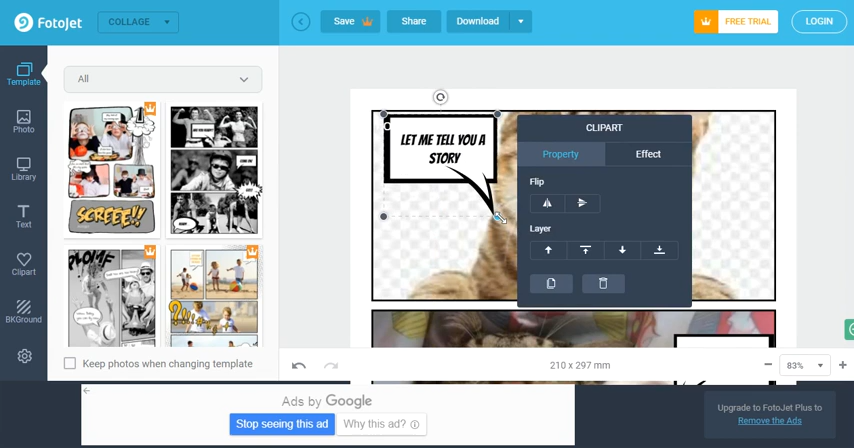 FotoJet
COLLAGE
Save
Share
Download
FREE TRIAL
LOGIN
Template
Photo
Library
Text
Clipart
BKGround
All
SCREEE!!
Keep photos when changing template
LET ME TELL YOU A
STORY
CLIPART
Property
Effect
Flip
Layer
210 x 297 mm
83%
Ads by Google
Stop seeing this ad
Why this ad?
Upgrade to FotoJet Plus to
Remove the Ads